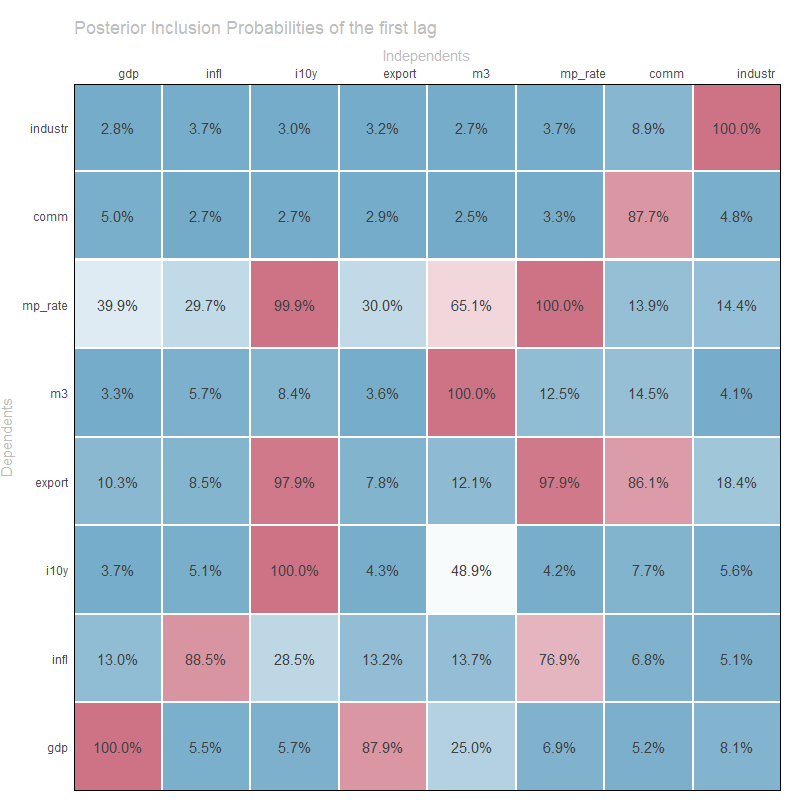 Posterior Inclusion Probabilities of the first lag
Independents
gdp infl i10y export m3 mp_rate comm industr
industr 2.8% 3.7% 3.0% 3.2% 2.7% 3.7% 8.9% 100.0%
comm 5.0% 2.7% 2.7% 2.9% 2.5% 3.3% 87.7% 4.8%
mp_rate 39.9% 29.7% 99.9% 30.0% 65.1% 100.0% 13.9% 14.4%
m3 3.3% 5.7% 8.4% 3.6% 100.0% 12.5% 14.5% 4.1%
Dependents
export 10.3% 8.5% 97.9% 7.8% 12.1% 97.9% 86.1% 18.4%
i10y 3.7% 5.1% 100.0% 4.3% 48.9% 4.2% 7.7% 5.6%
infl 13.0% 88.5% 28.5% 13.2% 13.7% 76.9% 6.8% 5.1%
gdp 100.0% 5.5% 5.7% 87.9% 25.0% 6.9% 5.2% 8.1%